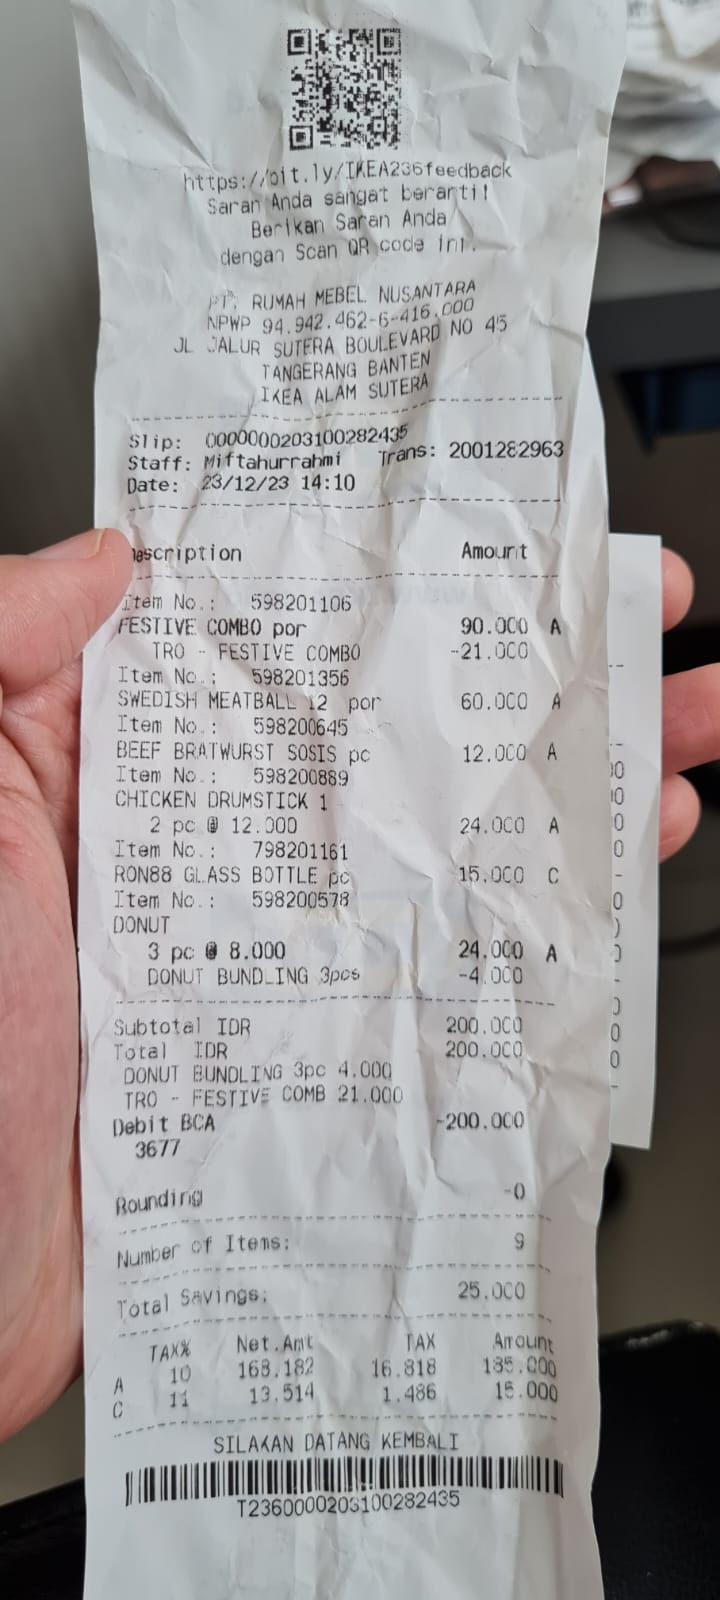 https://bit.ly/IKEA236feedback
Saran Anda sangat berarti!
Berikan Saran Anda
dengan Scan QR code ini.
PT. RUMAH MEBEL NUSANTARA
NPWP 94.942.462-6-416.000
JL JALUR SUTERA BOULEVARD NO 45
TANGERANG BANTEN
IKEA ALAM SUTERA
Slip: 0000000203100282435
Staff: Miftahurrahmi Trans: 2001282963
Date: 23/12/23 14:10
Description Amount
Item No.: 598201106
FESTIVE COMBO por 90.000 A
TRO - FESTIVE COMBO -21.000
Item No.: 598201356
SWEDISH MEATBALL 12 por 60.000 A
Item No.: 598200645
BEEF BRATWURST SOSIS pc 12.000 A
Item No.: 598200889
CHICKEN DRUMSTICK 1
2 pc @ 12.000 24.000 A
Item No.: 798201161
RON88 GLASS BOTTLE pc 15.000 C
Item No.: 598200578
DONUT
3 pc @ 8.000 24.000 A
DONUT BUNDLING 3pcs -4.000
Subtotal IDR 200.000
Total IDR 200.000
DONUT BUNDLING 3pc 4.000
TRO - FESTIVE COMB 21.000
Debit BCA -200.000
3677
Rounding -0
Number of Items: 9
Total Savings: 25.000
TAX% Net.Amt TAX Amount
A 10 168.182 16.818 185.000
C 11 13.514 1.486 15.000
SILAKAN DATANG KEMBALI
T2360000203100282435